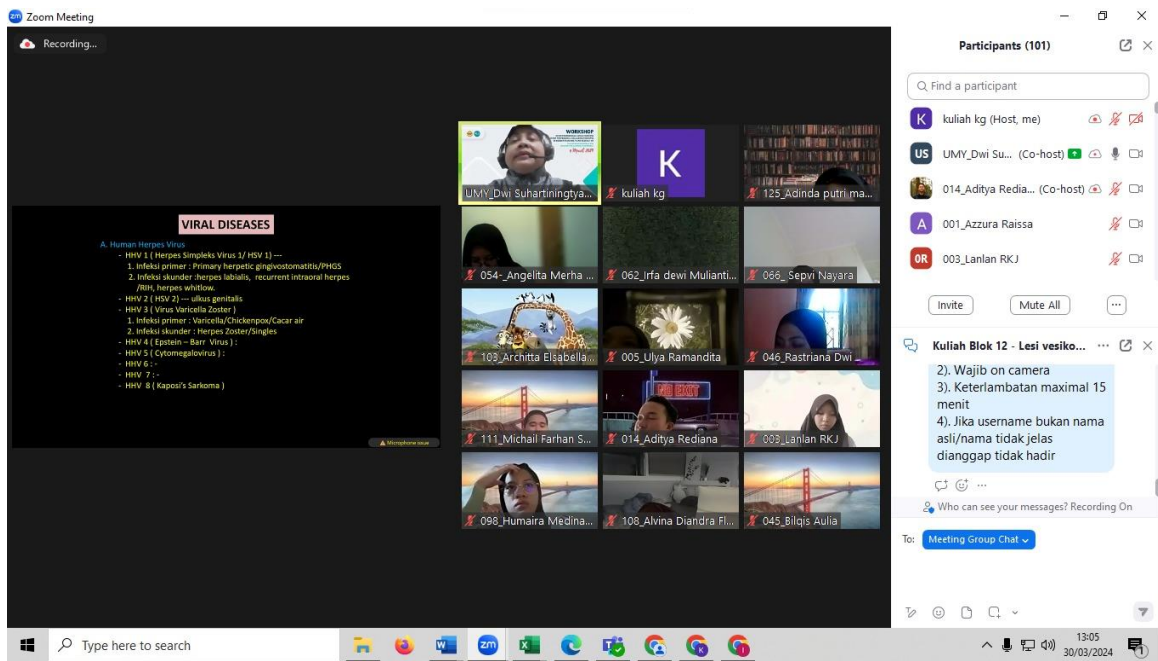 Zoom Meeting
Recording...
VIRAL DISEASES
A. Human Herpes Virus
- HHV 1 ( Herpes Simpleks Virus 1/ HSV 1) ---
1. Infeksi primer : Primary herpetic gingivostomatitis/PHGS
2. Infeksi skunder :herpes labialis, recurrent intraoral herpes
/RIH, herpes whitlow.
- HHV 2 ( HSV 2) --- ulkus genitalis
- HHV 3 ( Virus Varicella Zoster )
1. Infeksi primer : Varicella/Chickenpox/Cacar air
2. Infeksi skunder : Herpes Zoster/Singles
- HHV 4 ( Epstein – Barr Virus ) :
- HHV 5 ( Cytomegalovirus ) :
- HHV 6 : -
- HHV 7 : -
- HHV 8 ( Kaposi's Sarkoma )
Microphone issue
WORKSHOP
UMY_Dwi Suhartiningtya...
K
kuliah kg
125_Adinda putri ma...
054-_Angelita Merha ...
062_Irfa dewi Mulianti...
066_ Sepvi Nayara
103_Architta Elsabella...
005_Ulya Ramandita
046_Rastriana Dwi ...
NO EXIT
111_Michail Farhan S...
014_Aditya Rediana
003_Lanlan RKJ
098_Humaira Medina...
108_Alvina Diandra Fl...
045_Bilqis Aulia
Participants (101)
Find a participant
K kuliah kg (Host, me)
US UMY_Dwi Su... (Co-host)
014_Aditya Redia... (Co-host)
A 001_Azzura Raissa
0R 003_Lanlan RKJ
Invite
Mute All
...
Kuliah Blok 12 - Lesi vesiko... ...
2). Wajib on camera
3). Keterlambatan maximal 15
menit
4). Jika username bukan nama
asli/nama tidak jelas
dianggap tidak hadir
...
Who can see your messages? Recording On
To: Meeting Group Chat
Type here to search
13:05
30/03/2024